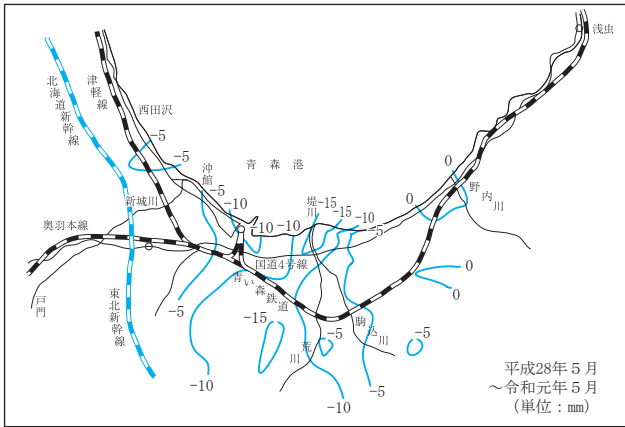 浅虫
北海道新幹線
津軽線
西田沢
-5
-5
沖館
青森港
0
0
-5
-10
堤川
-15
-15
-10
-5
野内川
新城川
奥羽本線
-10
-10
国道4号線
0
0
戸門
東北新幹線
青い森鉄道
-5
-15
-10
荒川
-5
駒込川
-5
-5
-10
平成28年5月
～令和元年5月
（単位：mm）